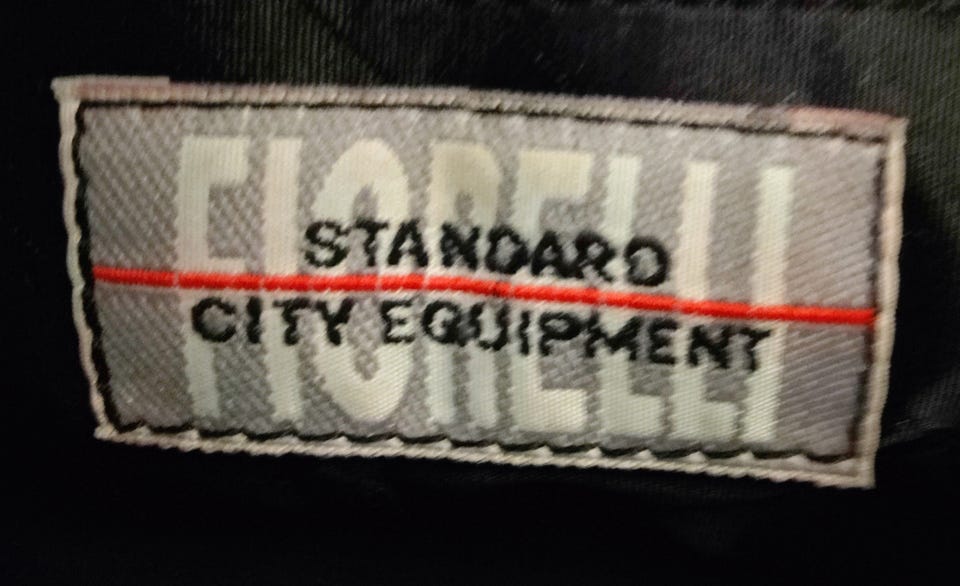 FIORELLI
STANDARD
CITY EQUIPMENT